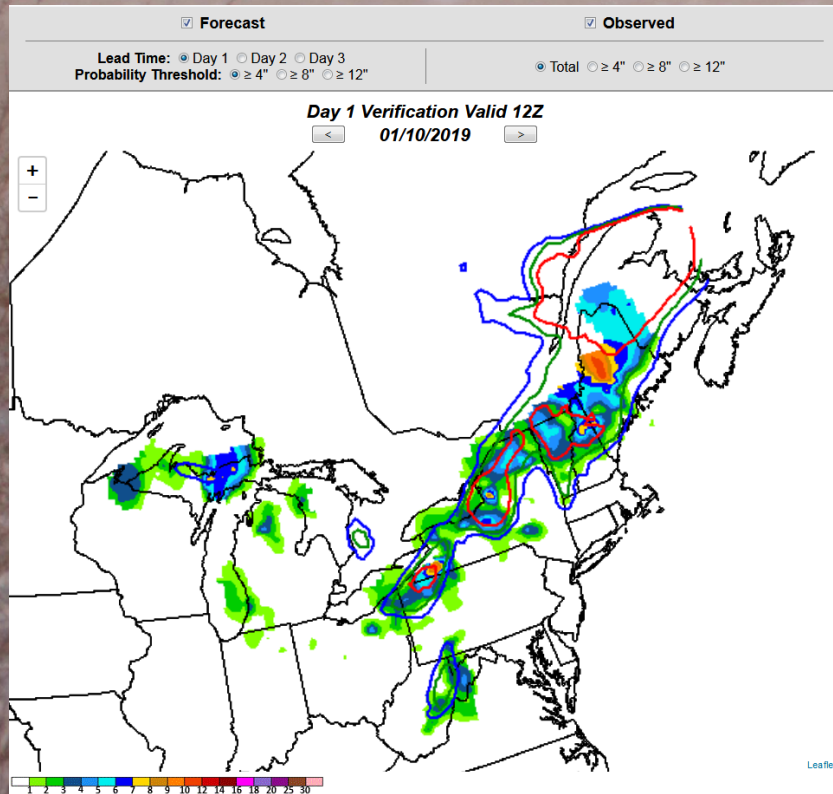 Forecast Observed
Lead Time: Day 1 Day 2 Day 3
Probability Threshold: ≥ 4" ≥ 8" ≥ 12"
Total ≥ 4" ≥ 8" ≥ 12"
Day 1 Verification Valid 12Z
< 01/10/2019 >
+
−
Leafle
1 2 3 4 5 6 7 8 9 10 12 14 16 18 20 25 30